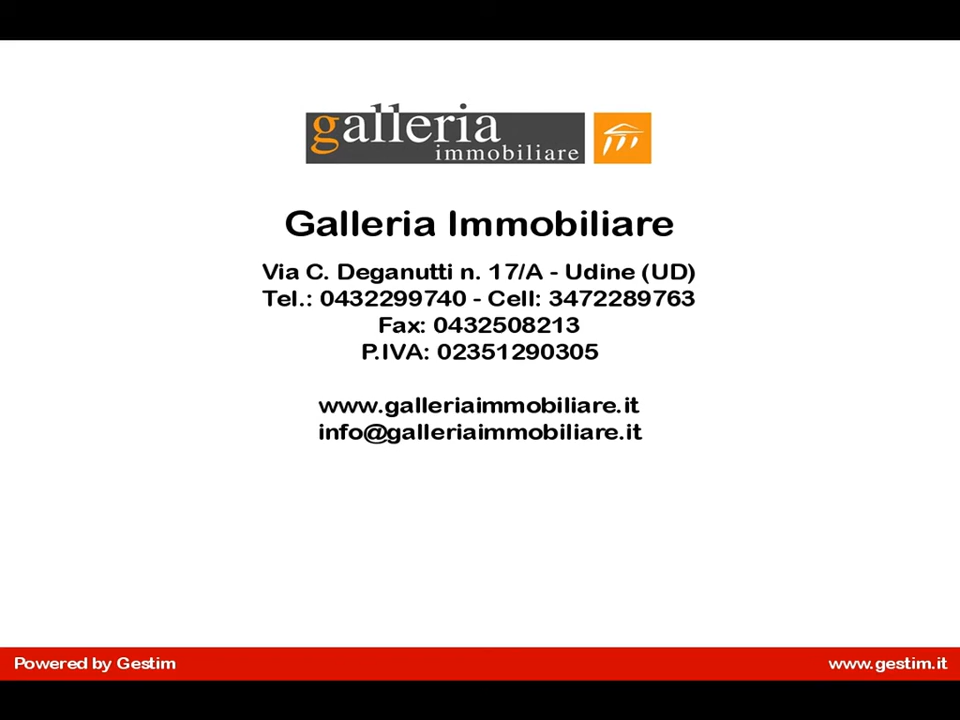 galleria
immobiliare
Galleria Immobiliare
Via C. Deganutti n. 17/A - Udine (UD)
Tel.: 0432299740 - Cell: 3472289763
Fax: 0432508213
P.IVA: 02351290305
www.galleriaimmobiliare.it
info@galleriaimmobiliare.it
Powered by Gestim
www.gestim.it